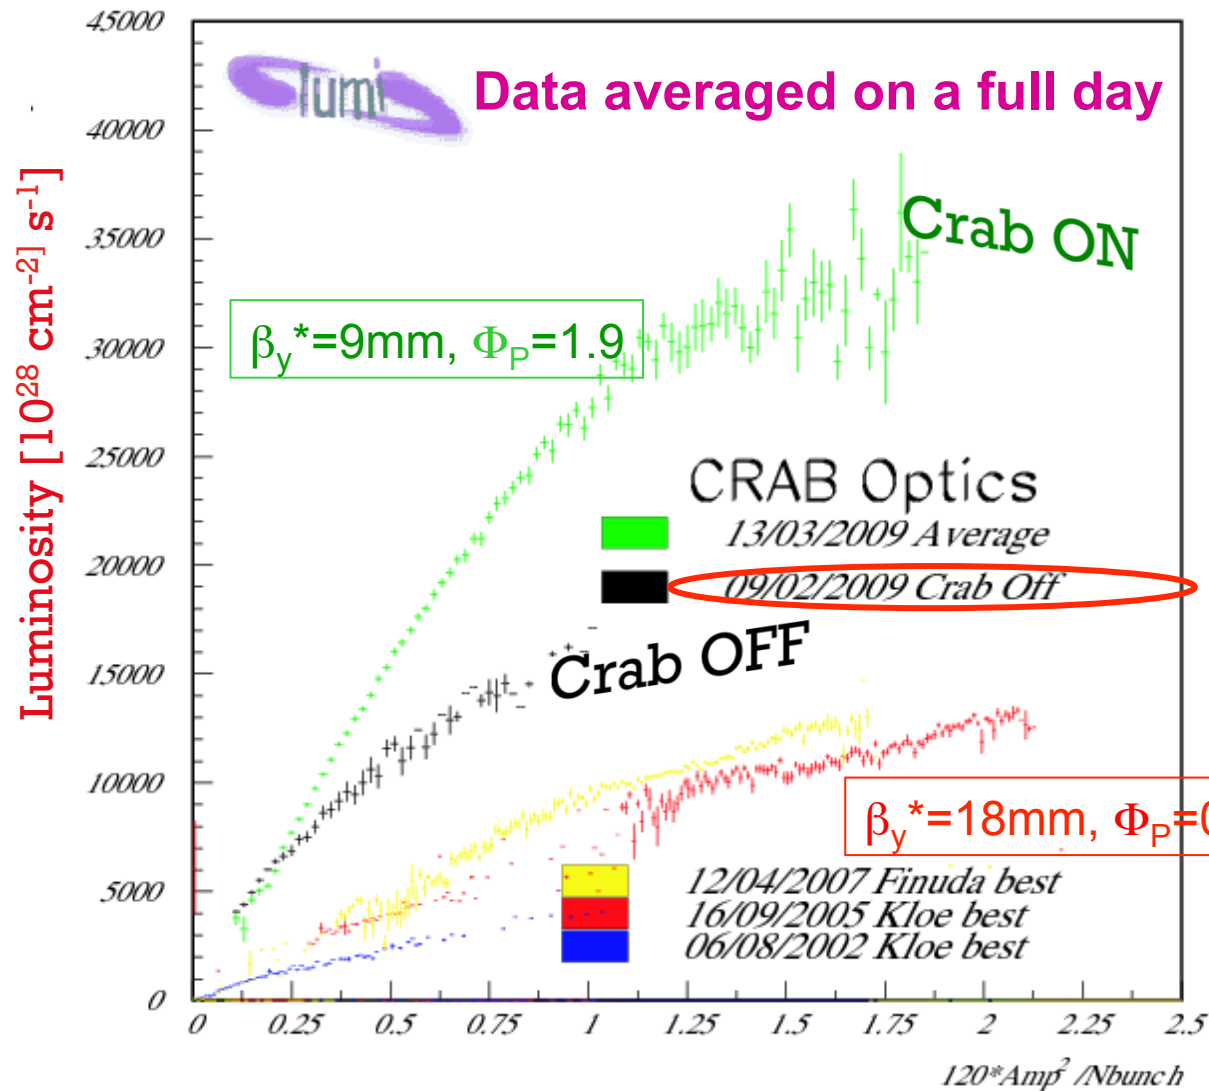 45000
40000
35000
30000
25000
20000
15000
10000
5000
0
Luminosity [10²⁸ cm⁻²] s⁻¹]
lumi
Data averaged on a full day
Crab ON
βy*=9mm, ΦP=1.9
CRAB Optics
13/03/2009 Average
09/02/2009 Crab Off
Crab OFF
βy*=18mm, ΦP=0
12/04/2007 Finuda best
16/09/2005 Kloe best
06/08/2002 Kloe best
0 0.25 0.5 0.75 1 1.25 1.5 1.75 2 2.25 2.5
120*Amp² /Nbunch